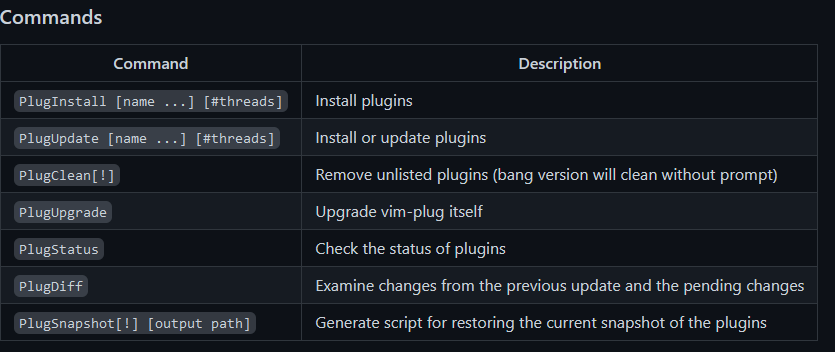 Commands
Command Description
PlugInstall [name ...] [#threads] Install plugins
PlugUpdate [name ...] [#threads] Install or update plugins
PlugClean[!] Remove unlisted plugins (bang version will clean without prompt)
PlugUpgrade Upgrade vim-plug itself
PlugStatus Check the status of plugins
PlugDiff Examine changes from the previous update and the pending changes
PlugSnapshot[!] [output path] Generate script for restoring the current snapshot of the plugins